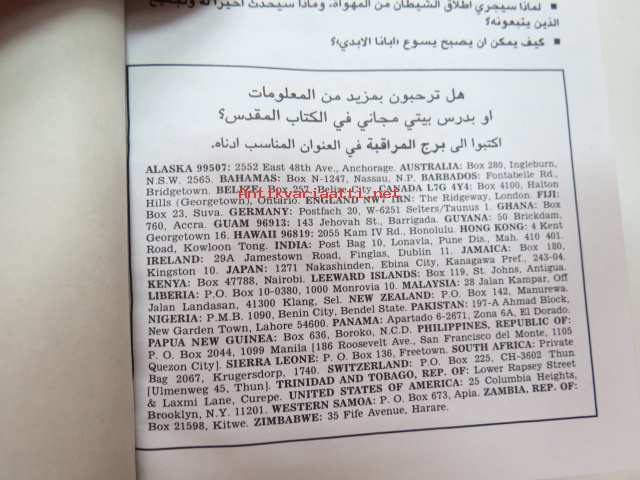 ▪ لماذا سيجري اطلاق الشيطان من المهواة، وماذا سيحدث اخيرا له
الذين يتبعونه؟
▪ كيف يمكن ان يصبح يسوع ‹ابانا الابدي›؟
هل ترحبون بمزيد من المعلومات
او بدرس بيتي مجاني في الكتاب المقدس؟
اكتبوا الى برج المراقبة في العنوان المناسب ادناه.
ALASKA 99507: 2552 East 48th Ave., Anchorage. AUSTRALIA: Box 280, Ingleburn,
N.S.W. 2565. BAHAMAS: Box N-1247, Nassau, N.P. BARBADOS: Fontabelle Rd.,
Bridgetown. BELIZE: Box 257, Belize City. CANADA L7G 4Y4: Box 4100, Halton
Hills (Georgetown), Ontario. ENGLAND NW7 1RN: The Ridgeway, London. FIJI:
Box 23, Suva. GERMANY: Postfach 20, W-6251 Selters/Taunus 1. GHANA: Box
760, Accra. GUAM 96913: 143 Jehovah St., Barrigada. GUYANA: 50 Brickdam,
Georgetown 16. HAWAII 96819: 2055 Kam IV Rd., Honolulu. HONG KONG: 4 Kent
Road, Kowloon Tong. INDIA: Post Bag 10, Lonavla, Pune Dis., Mah. 410 401.
IRELAND: 29A Jamestown Road, Finglas, Dublin 11. JAMAICA: Box 180,
Kingston 10. JAPAN: 1271 Nakashinden, Ebina City, Kanagawa Pref., 243-04.
KENYA: Box 47788, Nairobi. LEEWARD ISLANDS: Box 119, St. Johns, Antigua.
LIBERIA: P.O. Box 10-0380, 1000 Monrovia 10. MALAYSIA: 28 Jalan Kampar, Off
Jalan Landasan, 41300 Klang, Sel. NEW ZEALAND: P.O. Box 142, Manurewa.
NIGERIA: P.M.B. 1090, Benin City, Bendel State. PAKISTAN: 197-A Ahmad Block,
New Garden Town, Lahore 54600. PANAMA: Apartado 6-2671, Zona 6A, El Dorado.
PAPUA NEW GUINEA: Box 636, Boroko, N.C.D. PHILIPPINES, REPUBLIC OF:
P. O. Box 2044, 1099 Manila [186 Roosevelt Ave., San Francisco del Monte, 1105
Quezon City]. SIERRA LEONE: P. O. Box 136, Freetown. SOUTH AFRICA: Private
Bag 2067, Krugersdorp, 1740. SWITZERLAND: P.O. Box 225, CH-3602 Thun
[Ulmenweg 45, Thun]. TRINIDAD AND TOBAGO, REP. OF: Lower Rapsey Street
& Laxmi Lane, Curepe. UNITED STATES OF AMERICA: 25 Columbia Heights,
Brooklyn, N.Y. 11201. WESTERN SAMOA: P. O. Box 673, Apia. ZAMBIA, REP. OF:
Box 21598, Kitwe. ZIMBABWE: 35 Fife Avenue, Harare.
antikvariaatti.net